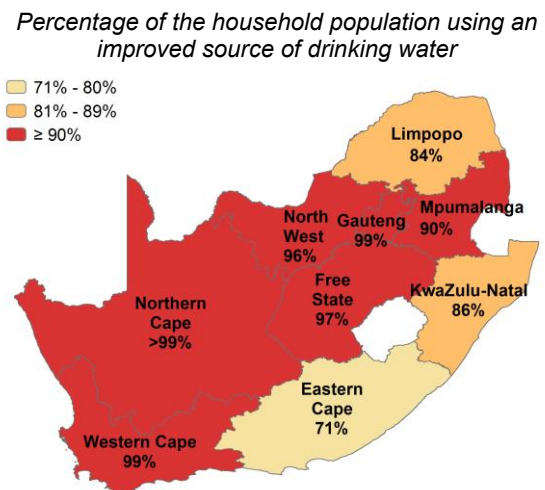 Percentage of the household population using an
improved source of drinking water
71% - 80%
81% - 89%
≥ 90%
Limpopo
84%
North
West
96%
Gauteng
99%
Mpumalanga
90%
Free
State
97%
KwaZulu-Natal
86%
Northern
Cape
>99%
Eastern
Cape
71%
Western Cape
99%